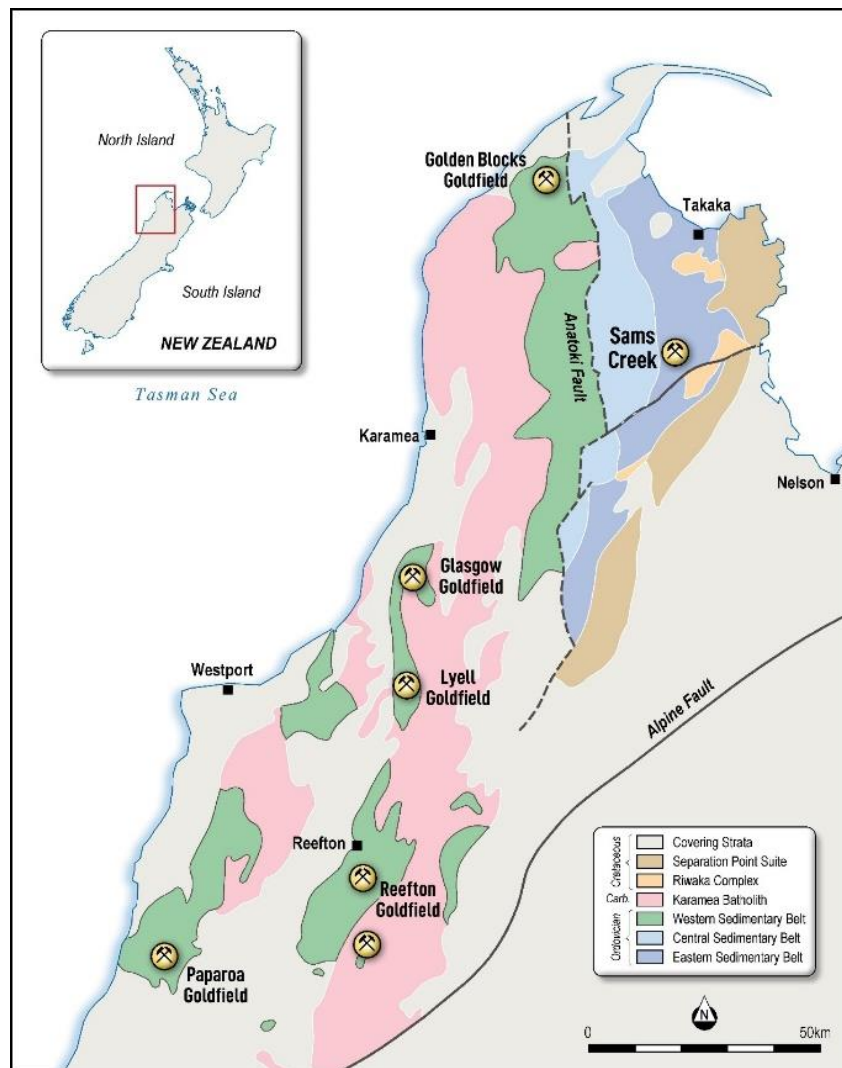 North Island
South Island
NEW ZEALAND
Tasman Sea
Golden Blocks
Goldfield
Takaka
Anatoki Fault
Sams
Creek
Karamea
Nelson
Glasgow
Goldfield
Westport
Lyell
Goldfield
Alpine Fault
Reefton
Reefton
Goldfield
Paparoa
Goldfield
Cretaceous
Covering Strata
Separation Point Suite
Riwaka Complex
Carb.
Karamea Batholith
Ordovician
Western Sedimentary Belt
Central Sedimentary Belt
Eastern Sedimentary Belt
N
0
50km